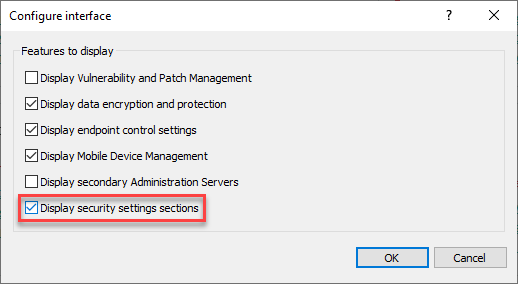 Configure interface
Features to display
Display Vulnerability and Patch Management
Display data encryption and protection
Display endpoint control settings
Display Mobile Device Management
Display secondary Administration Servers
Display security settings sections
OK
Cancel